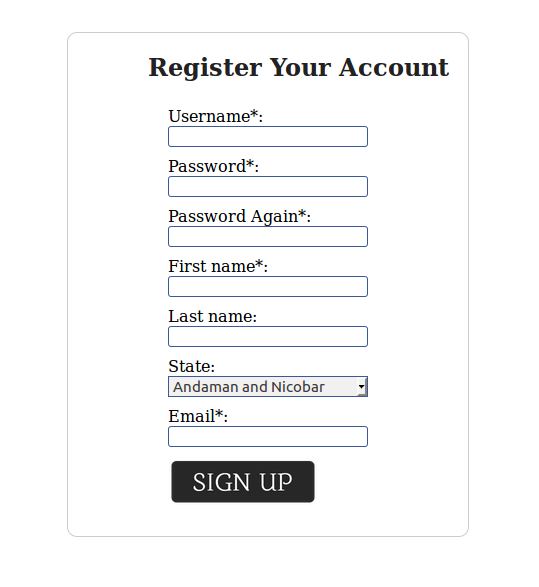 Register Your Account
Username*:
Password*:
Password Again*:
First name*:
Last name:
State:
Andaman and Nicobar
Email*:
SIGN UP